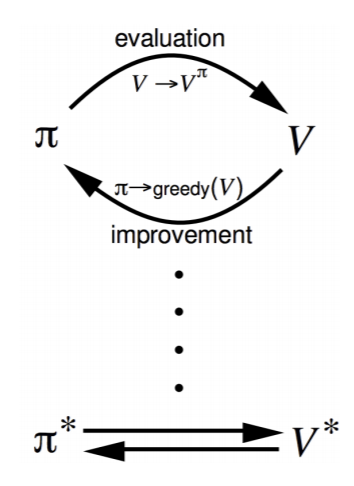 evaluation
V → V^π
π V
π→greedy(V)
improvement
π* V*